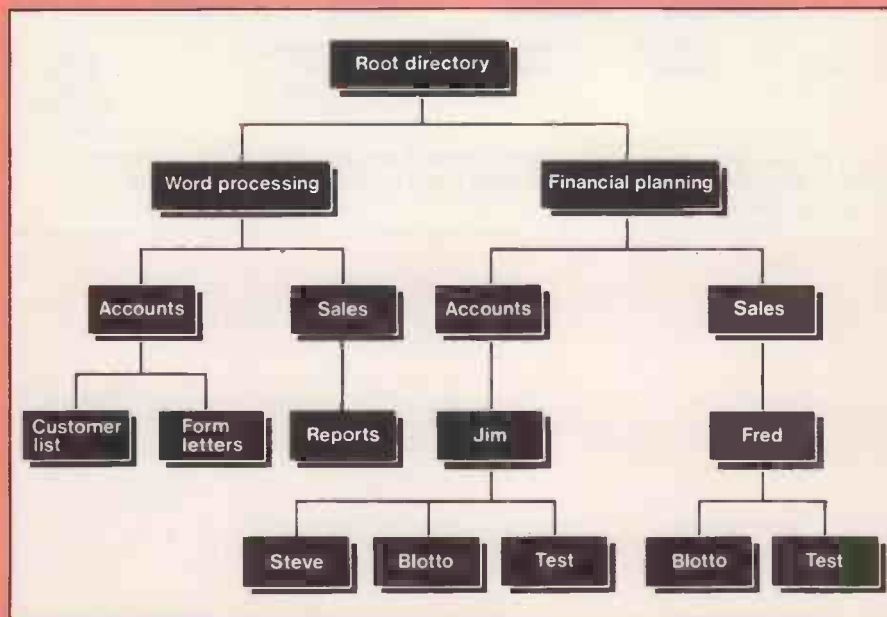 Root directory
Word processing
Financial planning
Accounts
Sales
Accounts
Sales
Customer
list
Form
letters
Reports
Jim
Fred
Steve
Blotto
Test
Blotto
Test